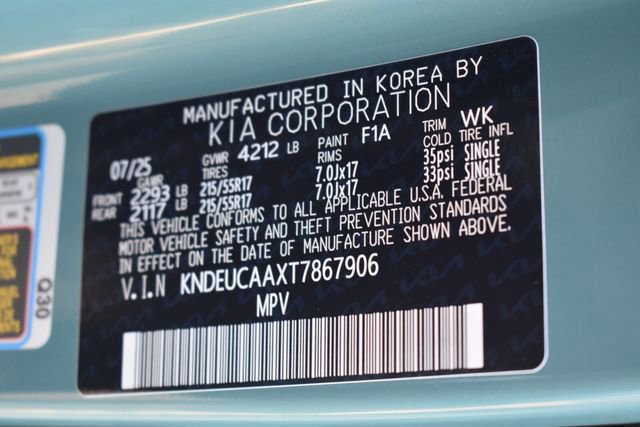 MANUFACTURED IN KOREA BY
KIA CORPORATION
07/25 GVWR 4212 LB PAINT F1A TRIM WK
GAWR TIRES RIMS COLD TIRE INFL
FRONT 2293 LB 215/55R17 7.0Jx17 35psi SINGLE
REAR 2117 LB 215/55R17 7.0Jx17 33psi SINGLE
THIS VEHICLE CONFORMS TO ALL APPLICABLE U.S.A. FEDERAL
MOTOR VEHICLE SAFETY AND THEFT PREVENTION STANDARDS
IN EFFECT ON THE DATE OF MANUFACTURE SHOWN ABOVE.
V.I.N KNDEUCAAXT7867906
MPV
Q30